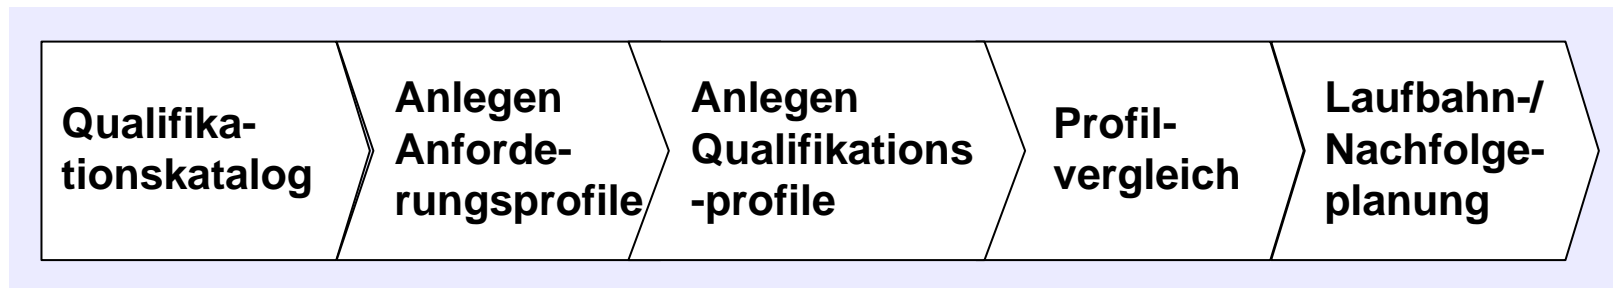 Qualifika-
tionskatalog
Anlegen
Anforde-
rungsprofile
Anlegen
Qualifikations
-profile
Profil-
vergleich
Laufbahn-/
Nachfolge-
planung